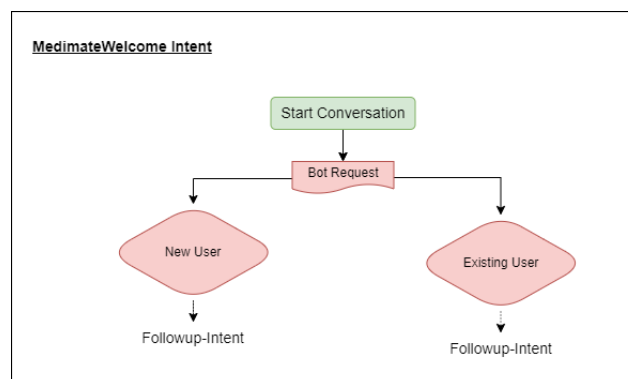 MedimateWelcome Intent
Start Conversation
Bot Request
New User
Existing User
Followup-Intent
Followup-Intent